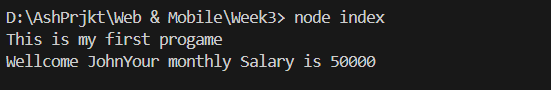 D:\AshPrjkt\Web & Mobile\Week3> node index
This is my first progame
Wellcome JohnYour monthly Salary is 50000